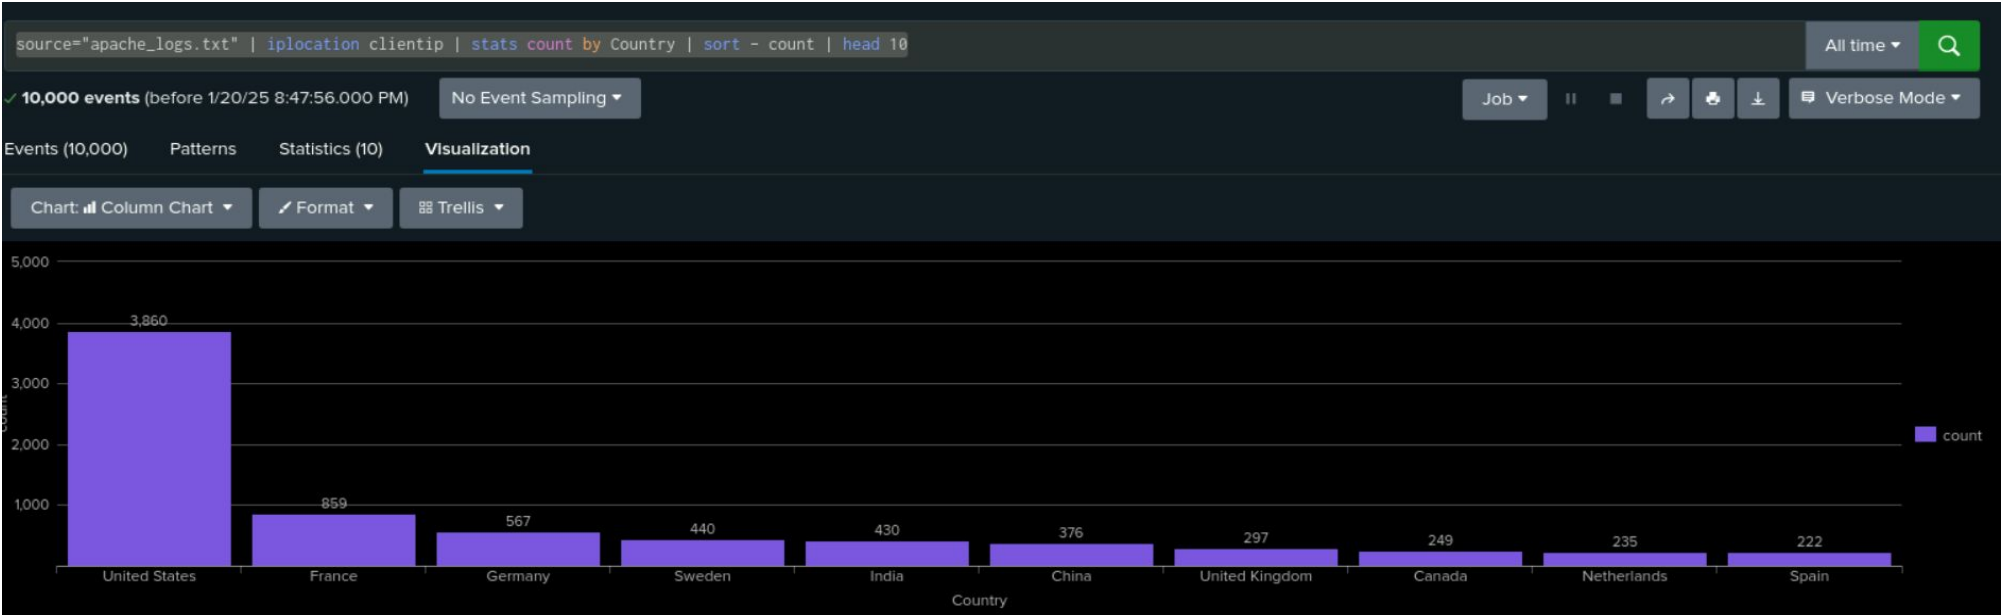 source="apache_logs.txt" | iplocation clientip | stats count by Country | sort - count | head 10
All time
10,000 events (before 1/20/25 8:47:56.000 PM)
No Event Sampling
Job
Verbose Mode
Events (10,000)
Patterns
Statistics (10)
Visualization
Chart: Column Chart
Format
Trellis
5,000
4,000
3,000
2,000
1,000
count
3,860
859
567
440
430
376
297
249
235
222
United States
France
Germany
Sweden
India
China
United Kingdom
Canada
Netherlands
Spain
Country
count